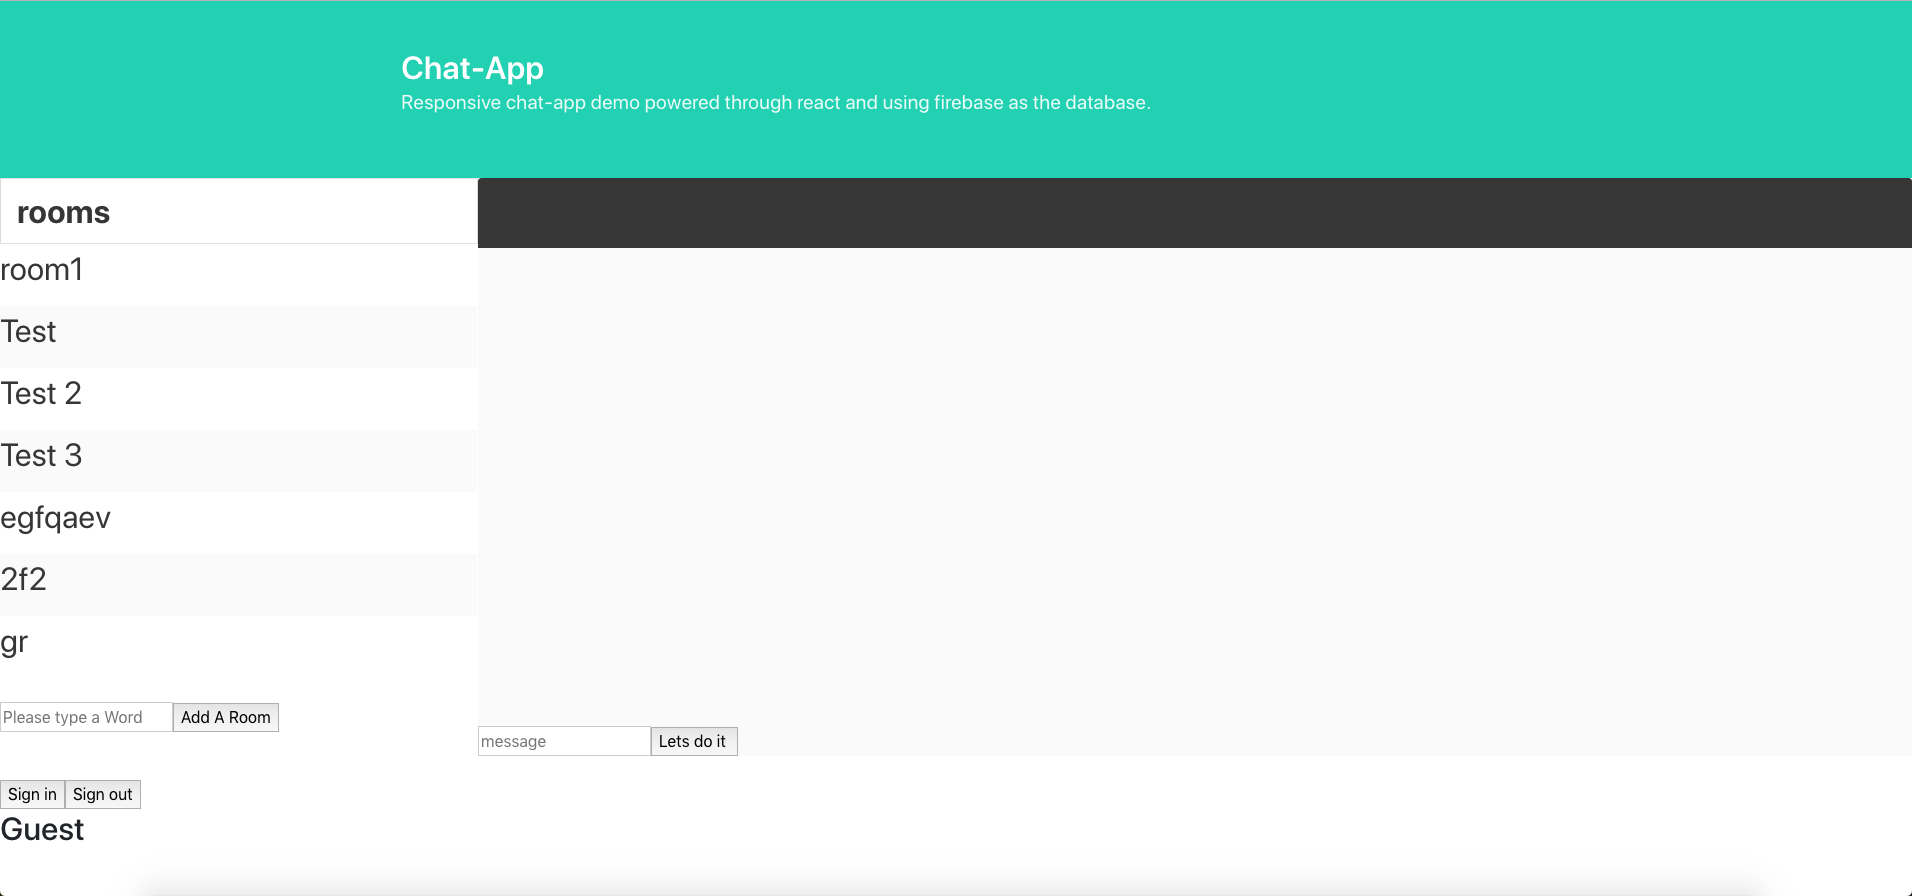 Chat-App
Responsive chat-app demo powered through react and using firebase as the database.
rooms
room1
Test
Test 2
Test 3
egfqaev
2f2
gr
Please type a Word Add A Room
message Lets do it
Sign in Sign out
Guest